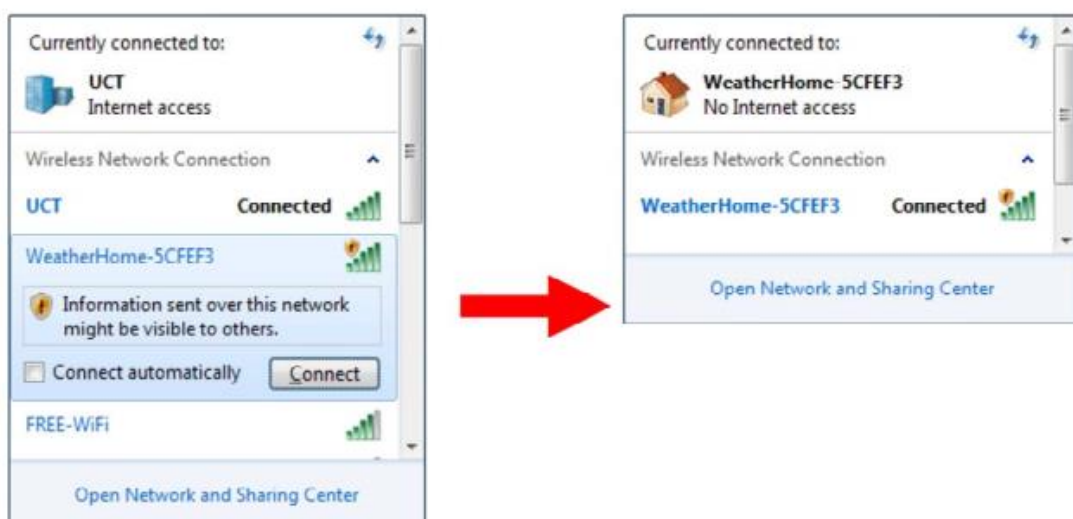 Currently connected to:
UCT
Internet access
Wireless Network Connection
UCT Connected
WeatherHome-5CFEF3
Information sent over this network
might be visible to others.
Connect automatically Connect
FREE-WiFi
Open Network and Sharing Center
Currently connected to:
WeatherHome-5CFEF3
No Internet access
Wireless Network Connection
WeatherHome-5CFEF3 Connected
Open Network and Sharing Center